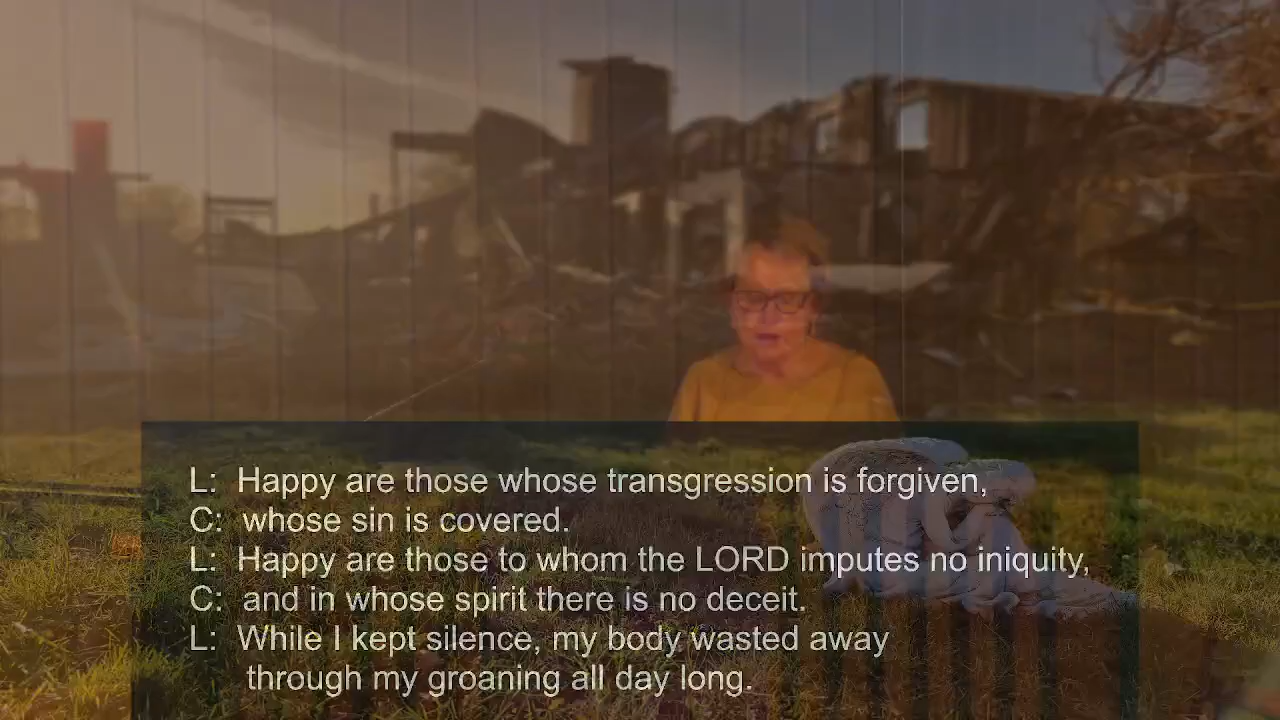 L: Happy are those whose transgression is forgiven,
C: whose sin is covered.
L: Happy are those to whom the LORD imputes no iniquity,
C: and in whose spirit there is no deceit.
L: While I kept silence, my body wasted away
through my groaning all day long.